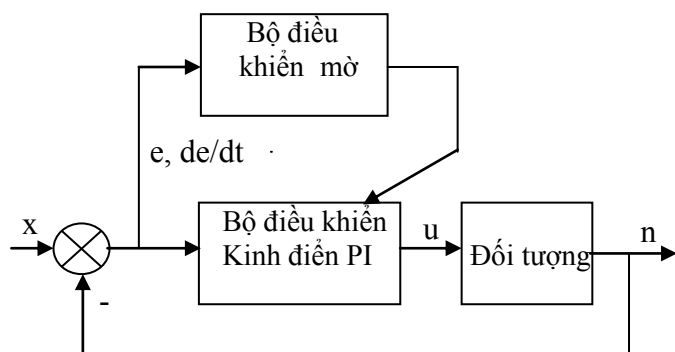 Bộ điều
khiển mờ
e, de/dt
x
Bộ điều khiển
Kinh điển PI
u
Đối tượng
n
-